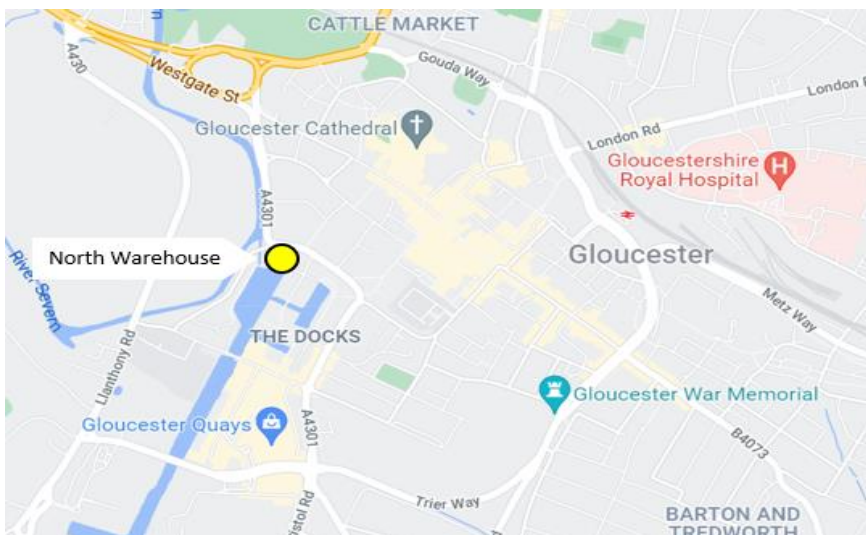 CATTLE MARKET
A430
Westgate St
Gouda Way
London R
Gloucester Cathedral
London Rd
Gloucestershire
Royal Hospital
H
A4301
North Warehouse
Gloucester
River Severn
Metz Way
THE DOCKS
Llanthony Rd
Gloucester War Memorial
Gloucester Quays
A4301
B4073
Trier Way
istol Rd
BARTON AND
TREDWORTH